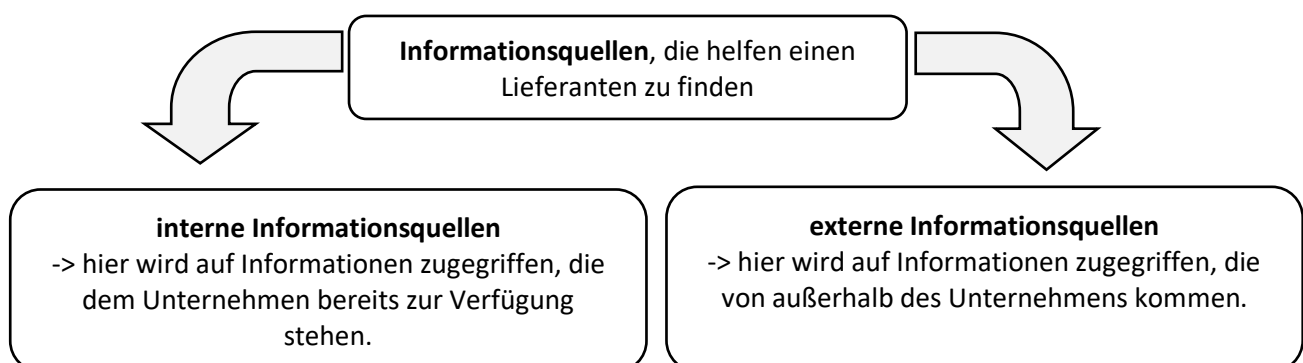 Informationsquellen, die helfen einen
Lieferanten zu finden
interne Informationsquellen
-> hier wird auf Informationen zugegriffen, die
dem Unternehmen bereits zur Verfügung
stehen.
externe Informationsquellen
-> hier wird auf Informationen zugegriffen, die
von außerhalb des Unternehmens kommen.